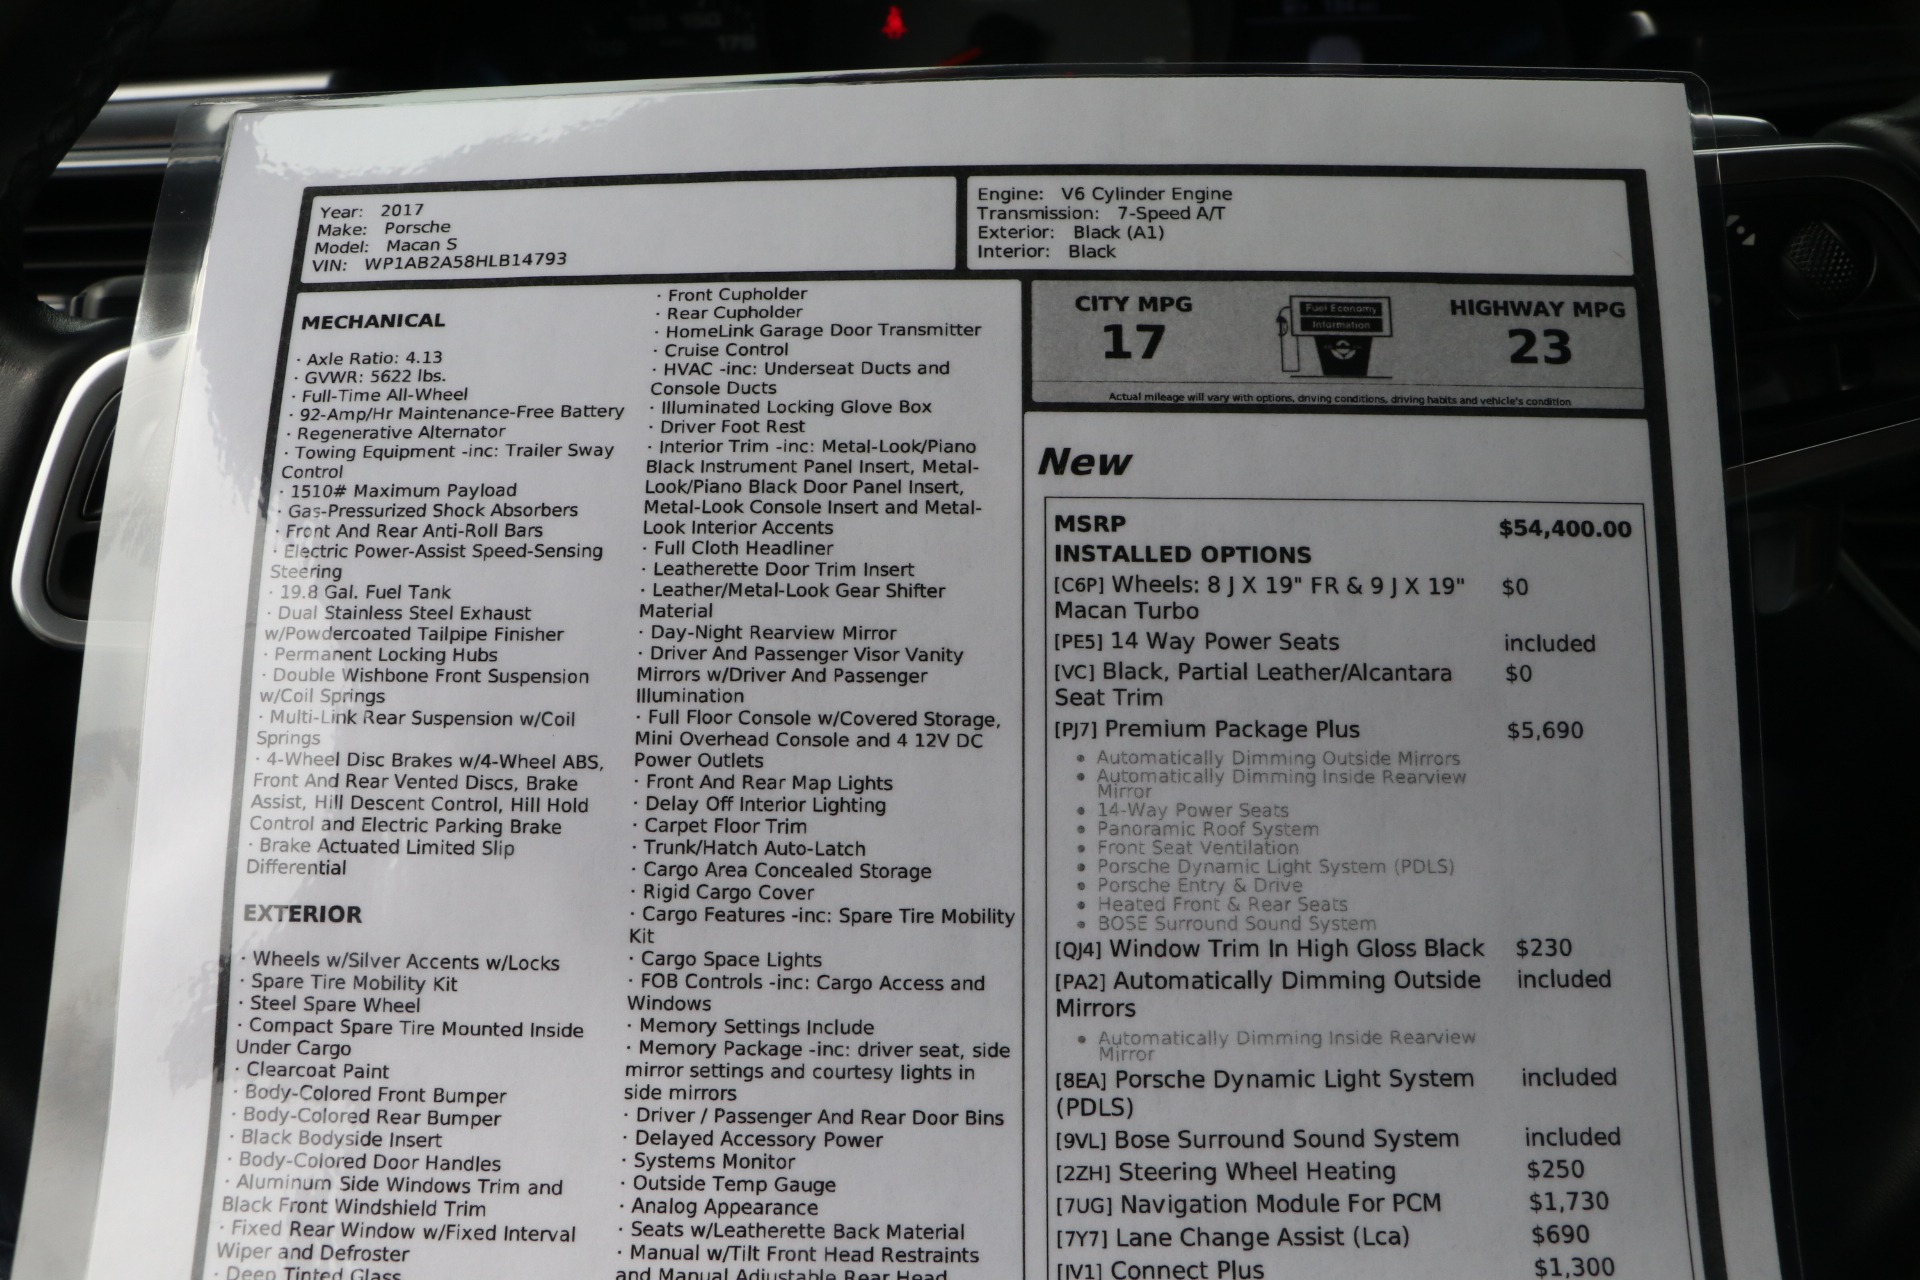 Year: 2017
Make: Porsche
Model: Macan S
VIN: WP1AB2A58HLB14793
Engine: V6 Cylinder Engine
Transmission: 7-Speed A/T
Exterior: Black (A1)
Interior: Black
MECHANICAL
· Axle Ratio: 4.13
· GVWR: 5622 lbs.
· Full-Time All-Wheel
· 92-Amp/Hr Maintenance-Free Battery
· Regenerative Alternator
· Towing Equipment -inc: Trailer Sway
Control
· 1510# Maximum Payload
· Gas-Pressurized Shock Absorbers
· Front And Rear Anti-Roll Bars
· Electric Power-Assist Speed-Sensing
Steering
· 19.8 Gal. Fuel Tank
· Dual Stainless Steel Exhaust
w/Powdercoated Tailpipe Finisher
· Permanent Locking Hubs
· Double Wishbone Front Suspension
w/Coil Springs
· Multi-Link Rear Suspension w/Coil
Springs
· 4-Wheel Disc Brakes w/4-Wheel ABS,
Front And Rear Vented Discs, Brake
Assist, Hill Descent Control, Hill Hold
Control and Electric Parking Brake
· Brake Actuated Limited Slip
Differential
EXTERIOR
· Wheels w/Silver Accents w/Locks
· Spare Tire Mobility Kit
· Steel Spare Wheel
· Compact Spare Tire Mounted Inside
Under Cargo
· Clearcoat Paint
· Body-Colored Front Bumper
· Body-Colored Rear Bumper
· Black Bodyside Insert
· Body-Colored Door Handles
· Aluminum Side Windows Trim and
Black Front Windshield Trim
· Fixed Rear Window w/Fixed Interval
Wiper and Defroster
· Deep Tinted Glass
· Front Cupholder
· Rear Cupholder
· HomeLink Garage Door Transmitter
· Cruise Control
· HVAC -inc: Underseat Ducts and
Console Ducts
· Illuminated Locking Glove Box
· Driver Foot Rest
· Interior Trim -inc: Metal-Look/Piano
Black Instrument Panel Insert, Metal-
Look/Piano Black Door Panel Insert,
Metal-Look Console Insert and Metal-
Look Interior Accents
· Full Cloth Headliner
· Leatherette Door Trim Insert
· Leather/Metal-Look Gear Shifter
Material
· Day-Night Rearview Mirror
· Driver And Passenger Visor Vanity
Mirrors w/Driver And Passenger
Illumination
· Full Floor Console w/Covered Storage,
Mini Overhead Console and 4 12V DC
Power Outlets
· Front And Rear Map Lights
· Delay Off Interior Lighting
· Carpet Floor Trim
· Trunk/Hatch Auto-Latch
· Cargo Area Concealed Storage
· Rigid Cargo Cover
· Cargo Features -inc: Spare Tire Mobility
Kit
· Cargo Space Lights
· FOB Controls -inc: Cargo Access and
Windows
· Memory Settings Include
· Memory Package -inc: driver seat, side
mirror settings and courtesy lights in
side mirrors
· Driver / Passenger And Rear Door Bins
· Delayed Accessory Power
· Systems Monitor
· Outside Temp Gauge
· Analog Appearance
· Seats w/Leatherette Back Material
· Manual w/Tilt Front Head Restraints
and Manual Adjustable Rear Head
CITY MPG
17
Fuel Economy
Information
HIGHWAY MPG
23
Actual mileage will vary with options, driving conditions, driving habits and vehicle's condition
New
MSRP $54,400.00
INSTALLED OPTIONS
[C6P] Wheels: 8 J X 19" FR & 9 J X 19" $0
Macan Turbo
[PE5] 14 Way Power Seats included
[VC] Black, Partial Leather/Alcantara $0
Seat Trim
[PJ7] Premium Package Plus $5,690
• Automatically Dimming Outside Mirrors
• Automatically Dimming Inside Rearview
Mirror
• 14-Way Power Seats
• Panoramic Roof System
• Front Seat Ventilation
• Porsche Dynamic Light System (PDLS)
• Porsche Entry & Drive
• Heated Front & Rear Seats
• BOSE Surround Sound System
[QJ4] Window Trim In High Gloss Black $230
[PA2] Automatically Dimming Outside included
Mirrors
• Automatically Dimming Inside Rearview
Mirror
[8EA] Porsche Dynamic Light System included
(PDLS)
[9VL] Bose Surround Sound System included
[2ZH] Steering Wheel Heating $250
[7UG] Navigation Module For PCM $1,730
[7Y7] Lane Change Assist (Lca) $690
[IV1] Connect Plus $1,300